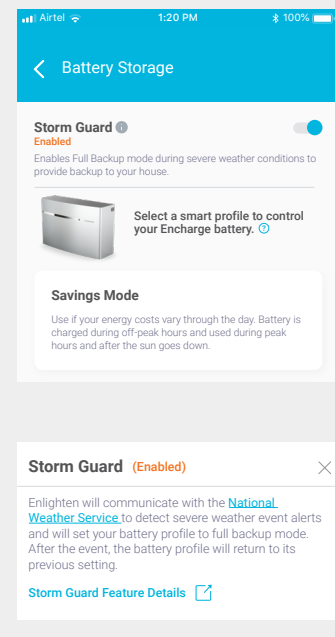 Airtel 1:20 PM 100%
Battery Storage
Storm Guard
Enabled
Enables Full Backup mode during severe weather conditions to
provide backup to your house.
Select a smart profile to control
your Encharge battery.
Savings Mode
Use if your energy costs vary through the day. Battery is
charged during off-peak hours and used during peak
hours and after the sun goes down.
Storm Guard (Enabled)
Enlighten will communicate with the National
Weather Service to detect severe weather event alerts
and will set your battery profile to full backup mode.
After the event, the battery profile will return to its
previous setting.
Storm Guard Feature Details